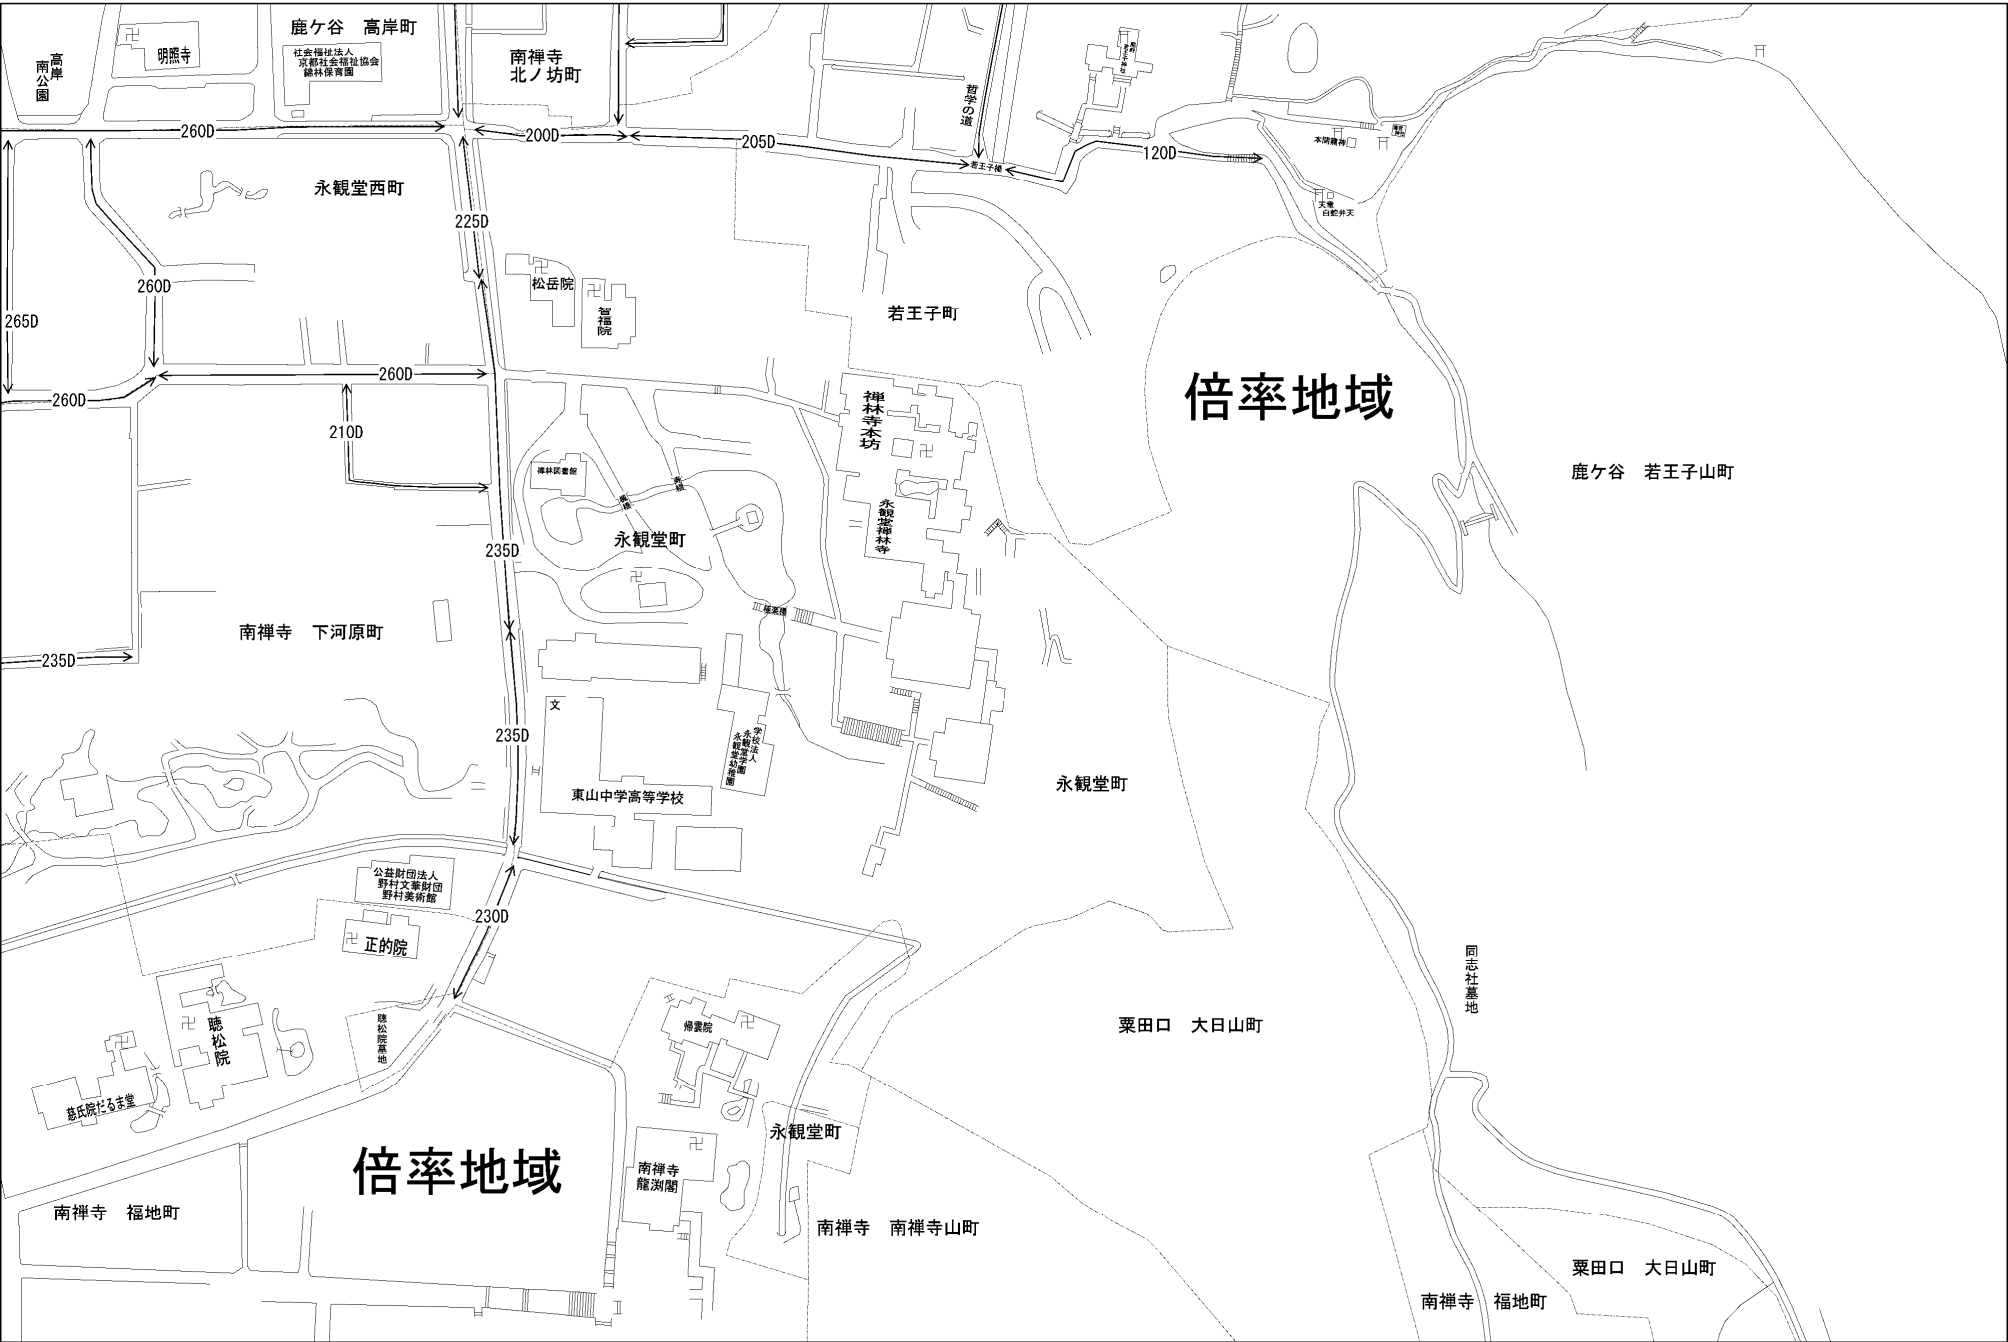 鹿ケ谷　高岸町
高岸
南公園
明照寺
社会福祉法人
京都社会福祉協会
錦林保育園
南禅寺
北ノ坊町
哲学の道
260D
200D
205D
若王子橋
120D
本間龍神
天竜
白蛇弁天
永観堂西町
225D
260D
265D
松岳院
智福院
若王子町
倍率地域
260D
260D
210D
禅林寺本坊
鹿ケ谷　若王子山町
禅林図書館
永観堂禅林寺
永観堂町
235D
極楽橋
南禅寺　下河原町
235D
235D
文
学校法人
永観堂学園
永観堂幼稚園
東山中学高等学校
永観堂町
公益財団法人
野村文華財団
野村美術館
230D
正的院
同志社墓地
聴松院
聴松院墓地
帰雲院
粟田口　大日山町
慈氏院だるま堂
永観堂町
倍率地域
南禅寺
龍渕閣
南禅寺　福地町
南禅寺　南禅寺山町
粟田口　大日山町
南禅寺　福地町